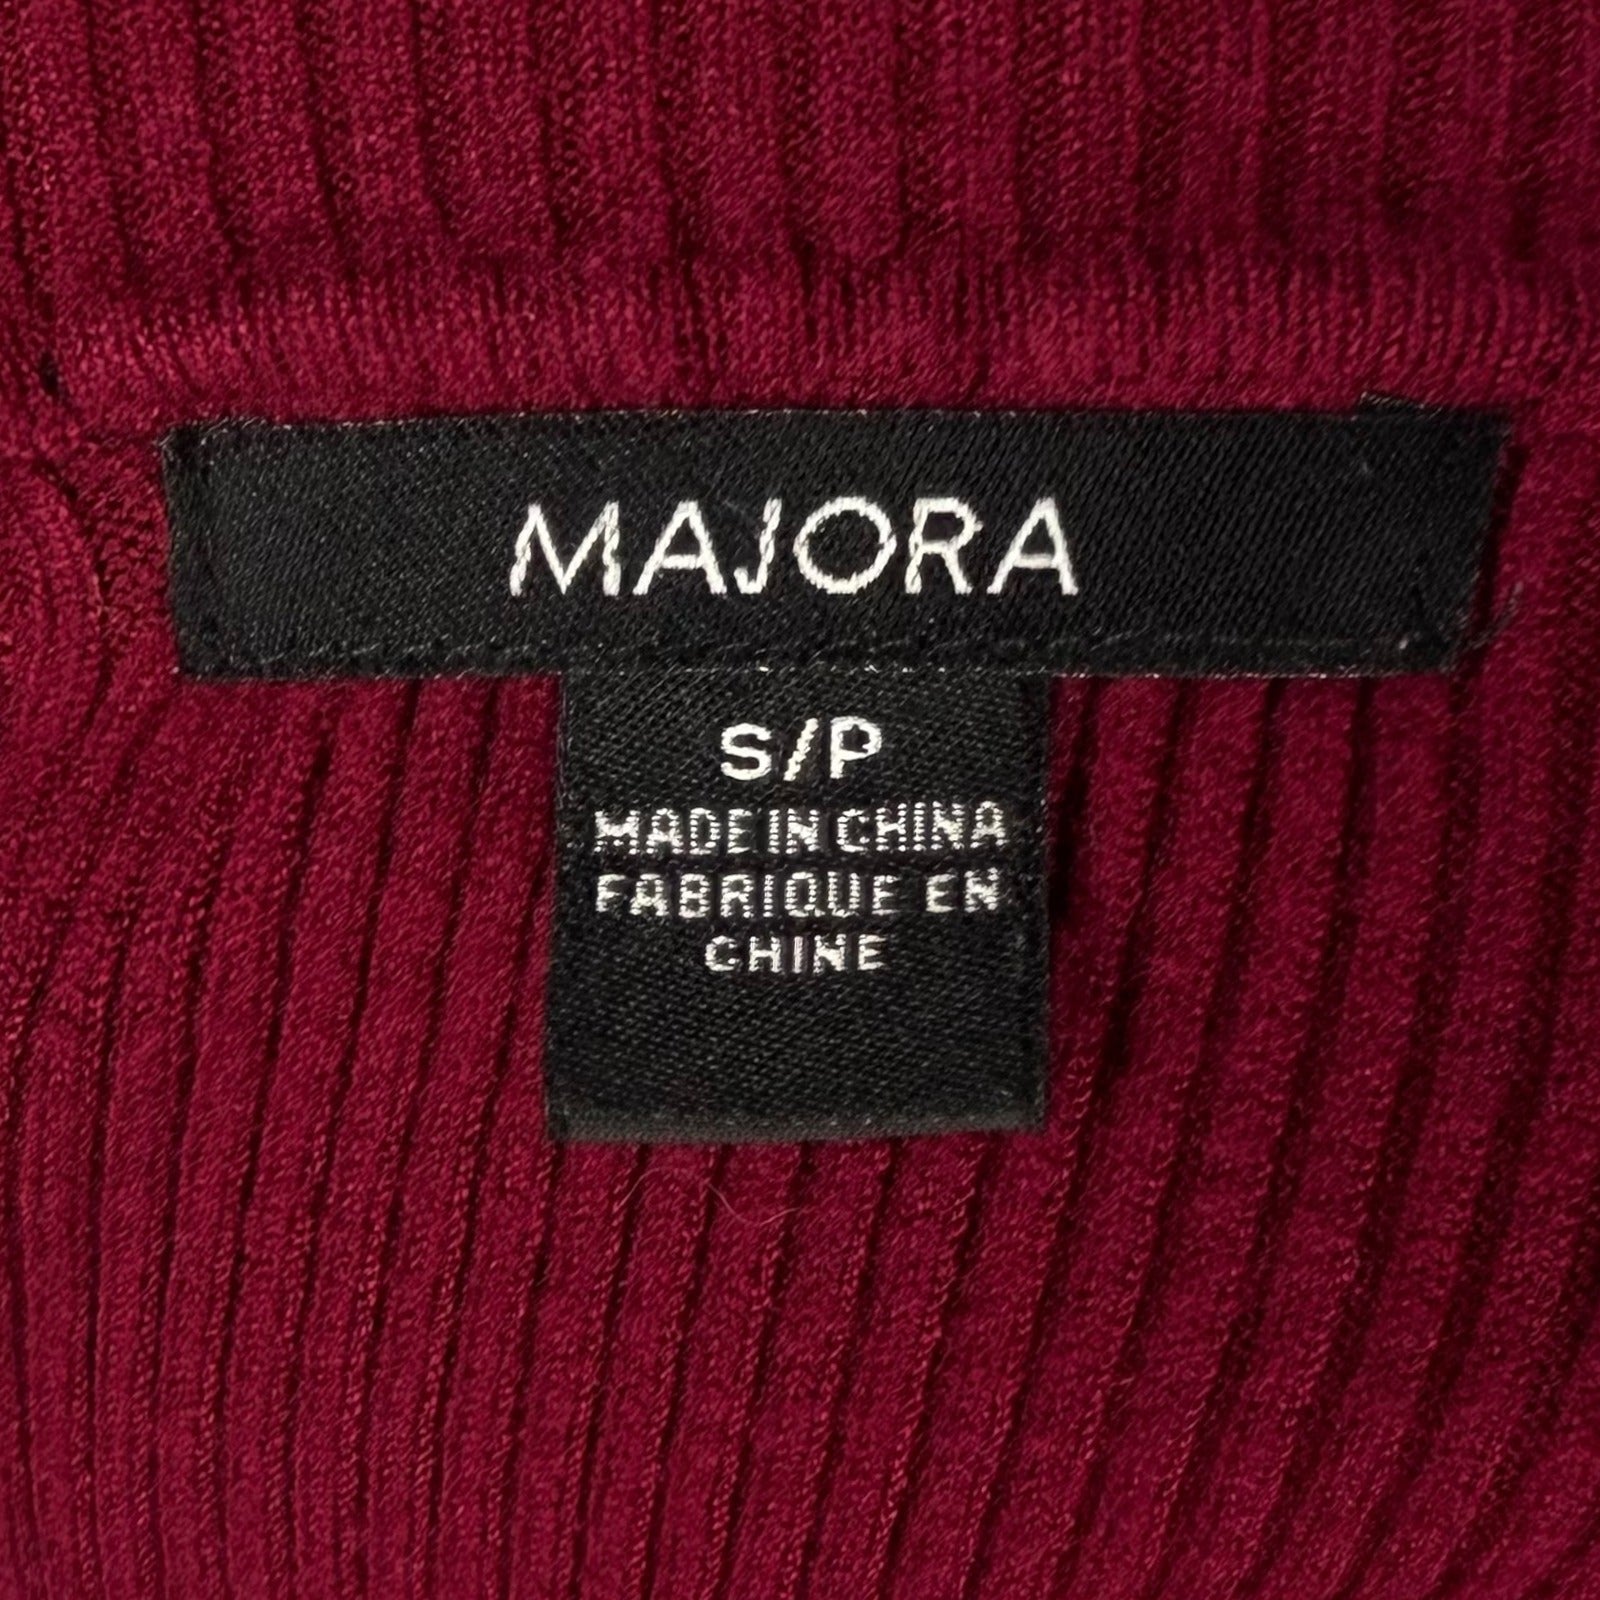 MAJORA
S/P
MADE IN CHINA
FABRIQUE EN
CHINE